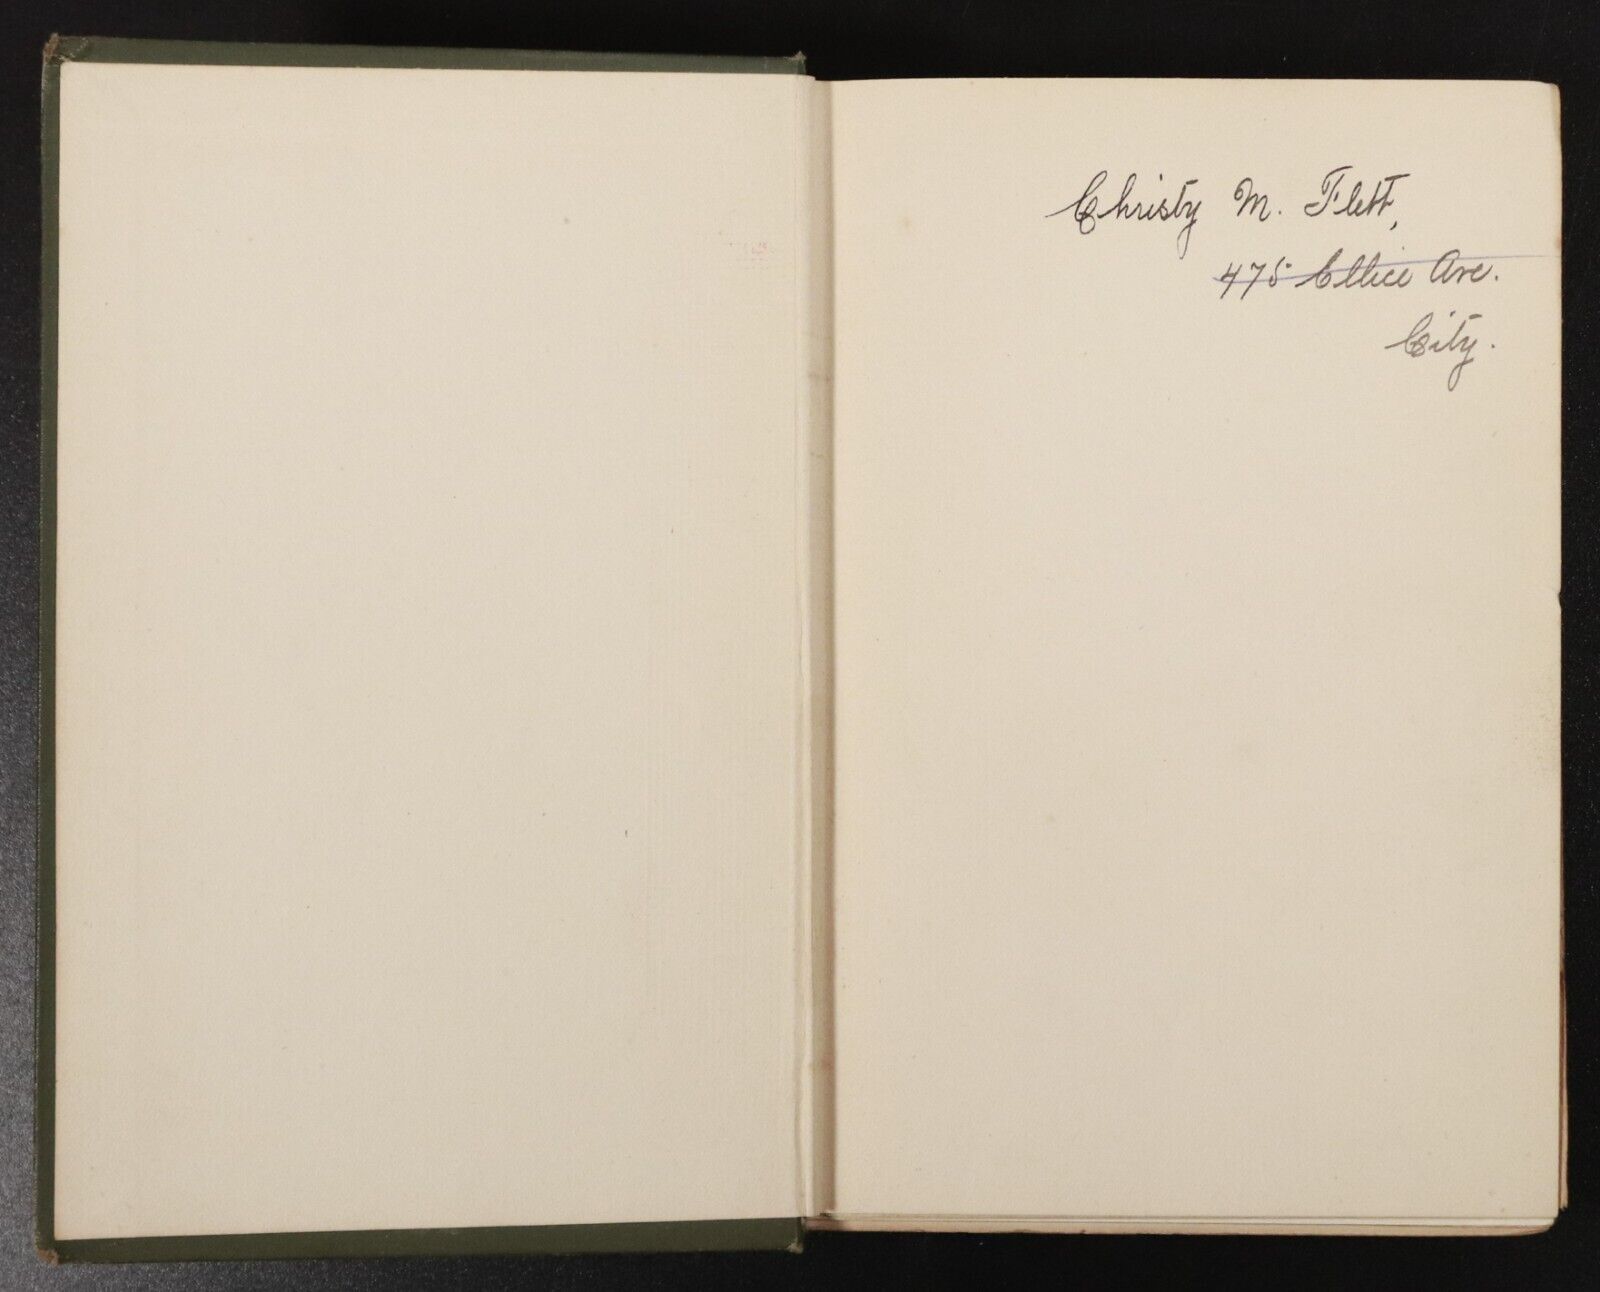 Christy M. Flett,
475 Ellice Ave.
City.